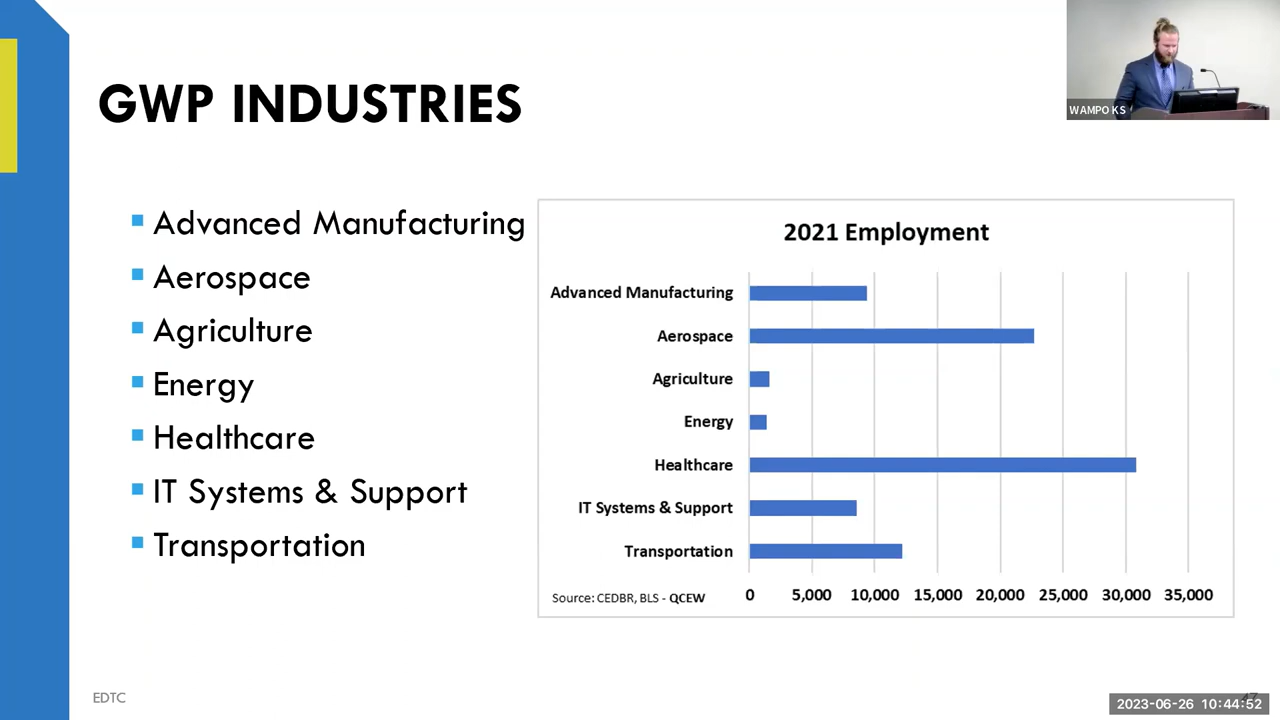 WAMPO KS
GWP INDUSTRIES
Advanced Manufacturing
Aerospace
Agriculture
Energy
Healthcare
IT Systems & Support
Transportation
2021 Employment
Advanced Manufacturing
Aerospace
Agriculture
Energy
Healthcare
IT Systems & Support
Transportation
0 5,000 10,000 15,000 20,000 25,000 30,000 35,000
Source: CEDBR, BLS - QCEW
EDTC
47
2023-06-26 10:44:52